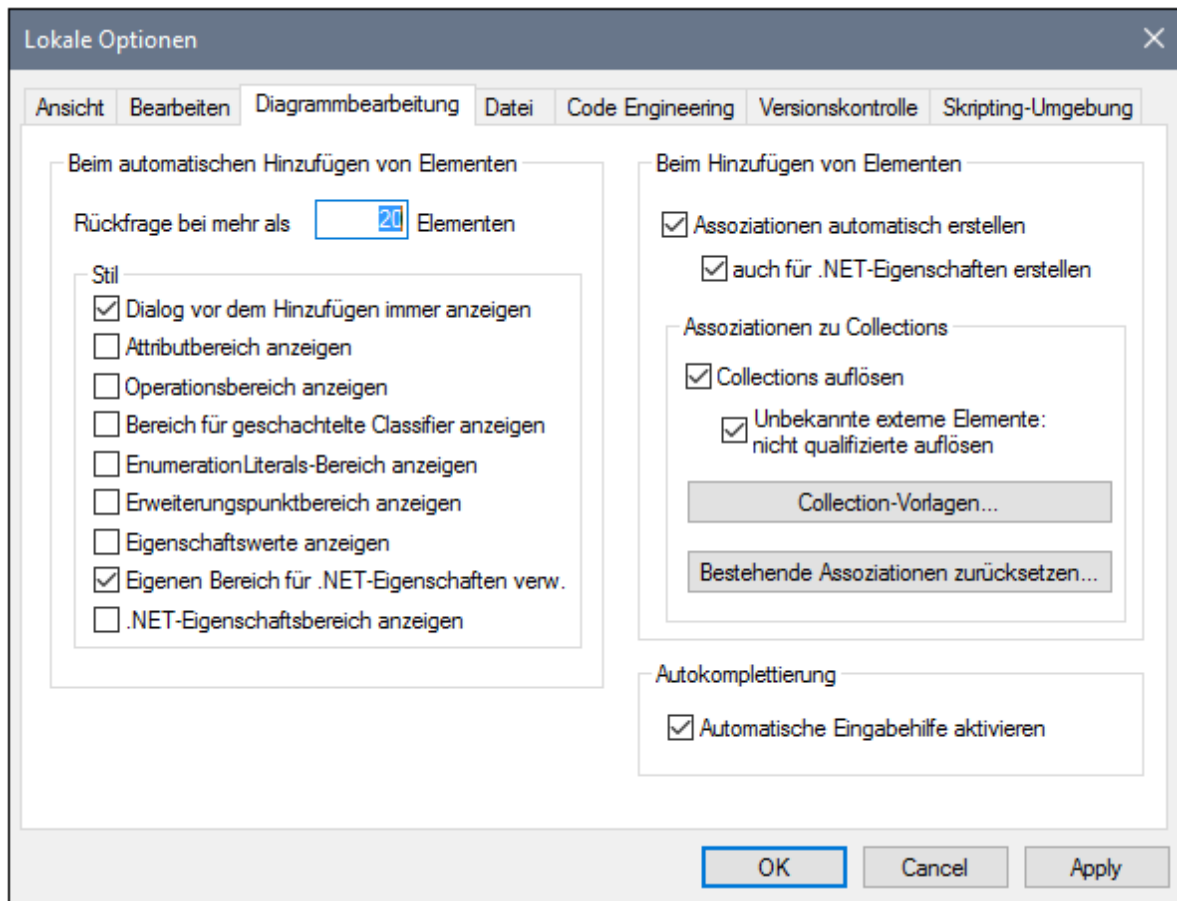 Lokale Optionen
Ansicht Bearbeiten Diagrammbearbeitung Datei Code Engineering Versionskontrolle Skripting-Umgebung
Beim automatischen Hinzufügen von Elementen
Rückfrage bei mehr als 20 Elementen
Stil
Dialog vor dem Hinzufügen immer anzeigen
Attributbereich anzeigen
Operationsbereich anzeigen
Bereich für geschachtelte Classifier anzeigen
EnumerationLiterals-Bereich anzeigen
Erweiterungspunktbereich anzeigen
Eigenschaftswerte anzeigen
Eigenen Bereich für .NET-Eigenschaften verw.
.NET-Eigenschaftsbereich anzeigen
Beim Hinzufügen von Elementen
Assoziationen automatisch erstellen
auch für .NET-Eigenschaften erstellen
Assoziationen zu Collections
Collections auflösen
Unbekannte externe Elemente:
nicht qualifizierte auflösen
Collection-Vorlagen...
Bestehende Assoziationen zurücksetzen...
Autokomplettierung
Automatische Eingabehilfe aktivieren
OK Cancel Apply